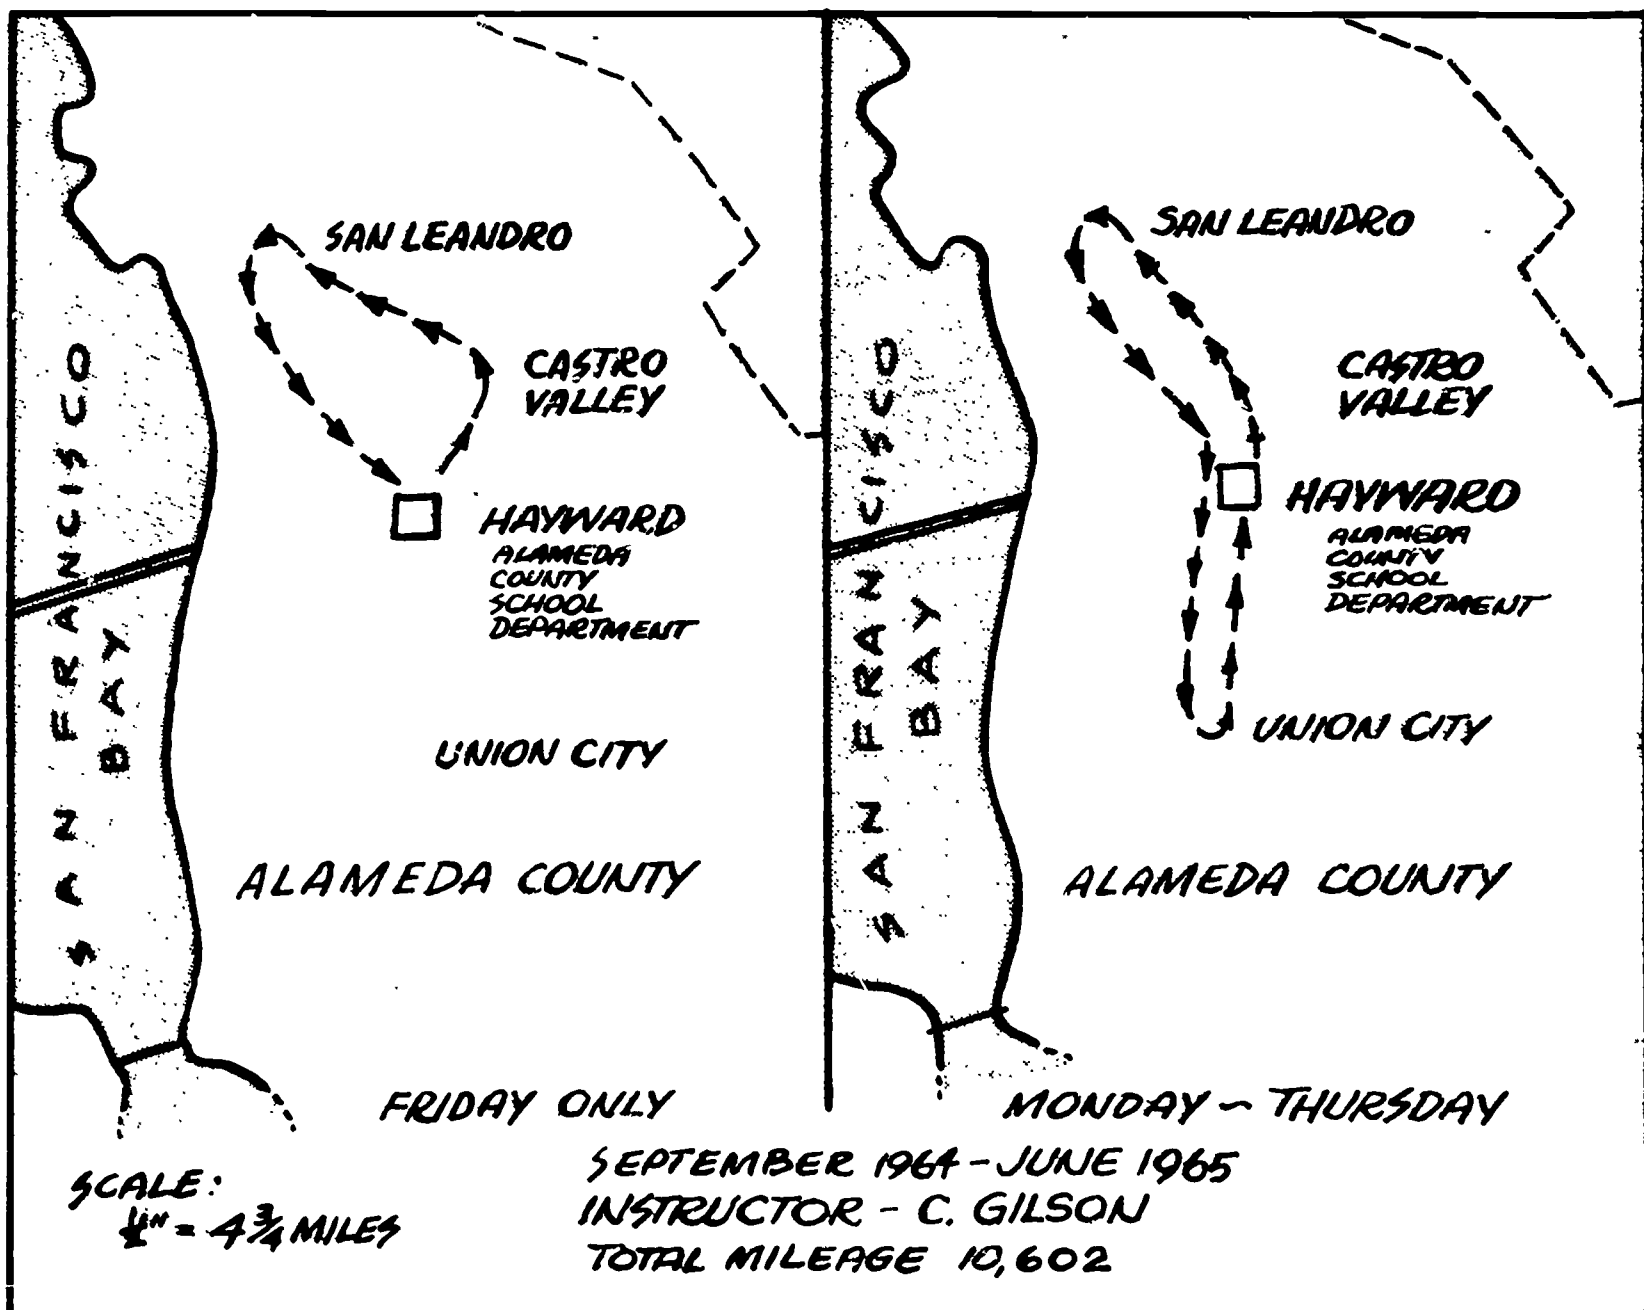 SAN LEANDRO
CASTRO
VALLEY
HAYWARD
ALAMEDA
COUNTY
SCHOOL
DEPARTMENT
UNION CITY
ALAMEDA COUNTY
SAN FRANCISCO
BAY
FRIDAY ONLY
SAN LEANDRO
CASTRO
VALLEY
HAYWARD
ALAMEDA
COUNTY
SCHOOL
DEPARTMENT
UNION CITY
ALAMEDA COUNTY
SAN FRANCISCO
BAY
MONDAY ~ THURSDAY
SCALE:
= 4 3/4 MILES
SEPTEMBER 1964 - JUNE 1965
INSTRUCTOR - C. GILSON
TOTAL MILEAGE 10,602